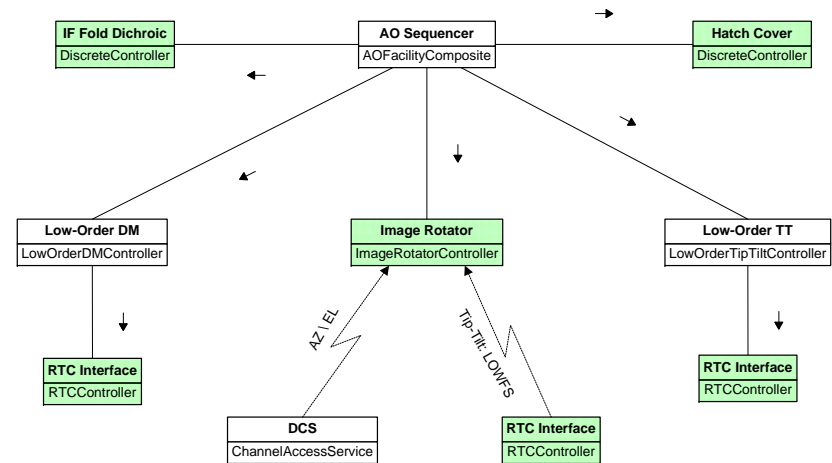 IF Fold Dichroic
DiscreteController
AO Sequencer
AOFacilityComposite
Hatch Cover
DiscreteController
Low-Order DM
LowOrderDMController
Image Rotator
ImageRotatorController
Low-Order TT
LowOrderTipTiltController
AZ \ EL
Tip-Tilt: LOWFS
RTC Interface
RTCController
RTC Interface
RTCController
DCS
ChannelAccessService
RTC Interface
RTCController